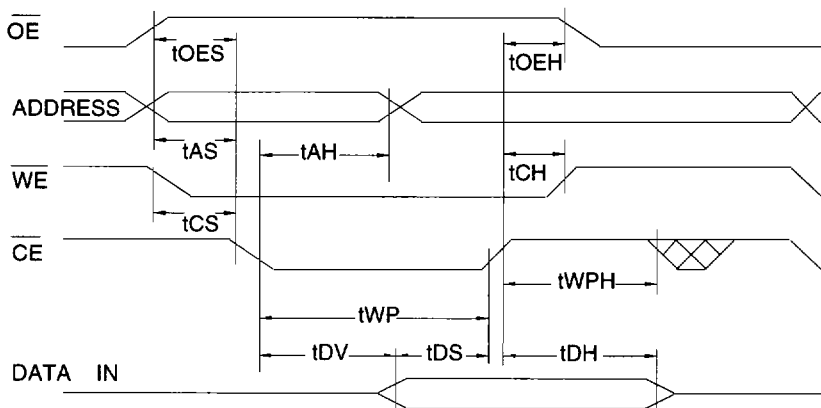 OE
tOES
tOEH
ADDRESS
tAS
tAH
WE
tCH
tCS
CE
tWPH
tWP
tDV
tDS
tDH
DATA IN